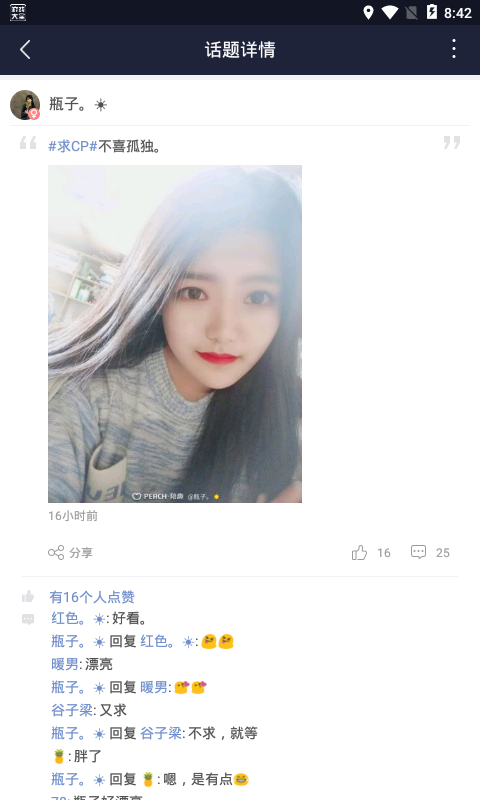 8:42
话题详情
瓶子。☀
#求CP#不喜孤独。
PERCH·陪趣 @瓶子。☀
16小时前
分享
16
25
有16个人点赞
红色。☀: 好看。
瓶子。☀ 回复 红色。☀:
暖男: 漂亮
瓶子。☀ 回复 暖男:
谷子梁: 又求
瓶子。☀ 回复 谷子梁: 不求，就等
🍍: 胖了
瓶子。☀ 回复 🍍: 嗯，是有点😂